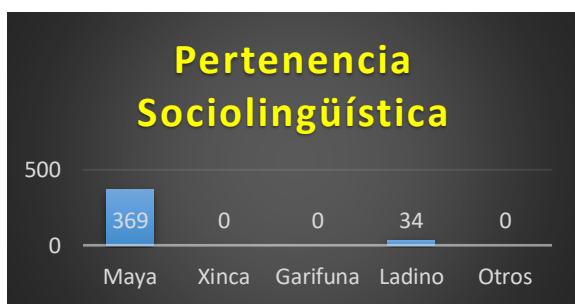 Pertenencia
Sociolingüística
500
369 0 0 34 0
0
Maya Xinca Garifuna Ladino Otros